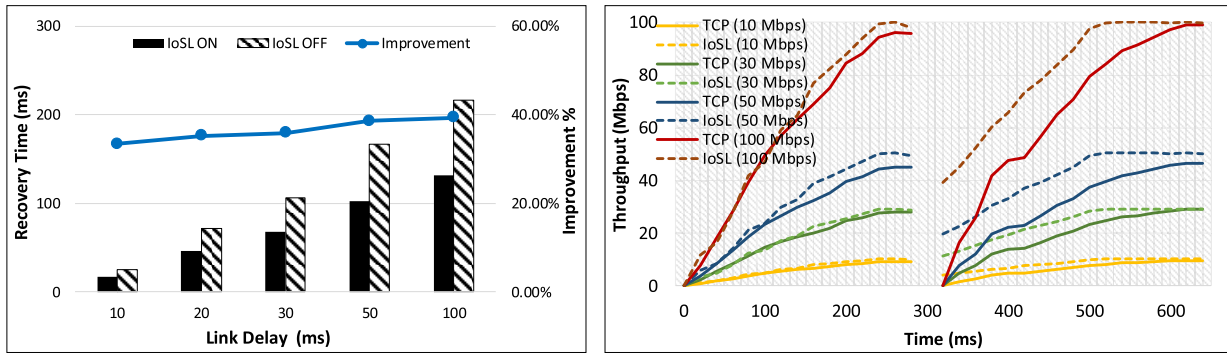 300
60.00%
IoSL ON
IoSL OFF
Improvement
200
40.00%
100
20.00%
0
0.00%
10
20
30
50
100
Recovery Time (ms)
Improvement %
Link Delay (ms)
100
80
60
40
20
0
TCP (10 Mbps)
IoSL (10 Mbps)
TCP (30 Mbps)
IoSL (30 Mbps)
TCP (50 Mbps)
IoSL (50 Mbps)
TCP (100 Mbps)
IoSL (100 Mbps)
0
100
200
300
400
500
600
Throughput (Mbps)
Time (ms)